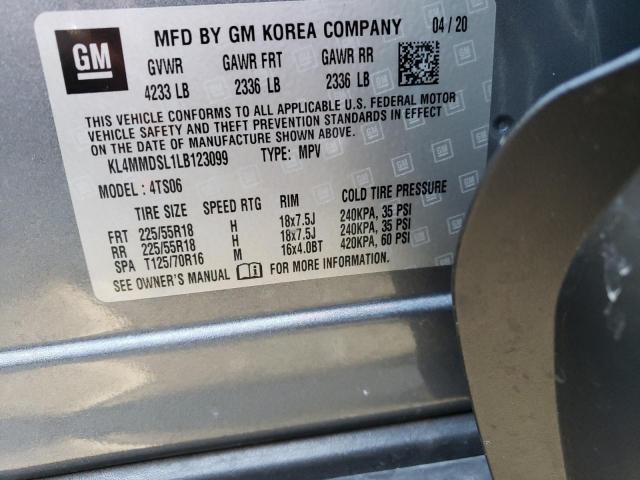 GM
MFD BY GM KOREA COMPANY 04 / 20
GVWR GAWR FRT GAWR RR
4233 LB 2336 LB 2336 LB
THIS VEHICLE CONFORMS TO ALL APPLICABLE U.S. FEDERAL MOTOR
VEHICLE SAFETY AND THEFT PREVENTION STANDARDS IN EFFECT
ON THE DATE OF MANUFACTURE SHOWN ABOVE.
KL4MMDSL1LB123099 TYPE: MPV
MODEL: 4TS06
TIRE SIZE SPEED RTG RIM COLD TIRE PRESSURE
FRT 225/55R18 H 18x7.5J 240KPA, 35 PSI
RR 225/55R18 H 18x7.5J 240KPA, 35 PSI
SPA T125/70R16 M 16x4.0BT 420KPA, 60 PSI
SEE OWNER'S MANUAL FOR MORE INFORMATION.